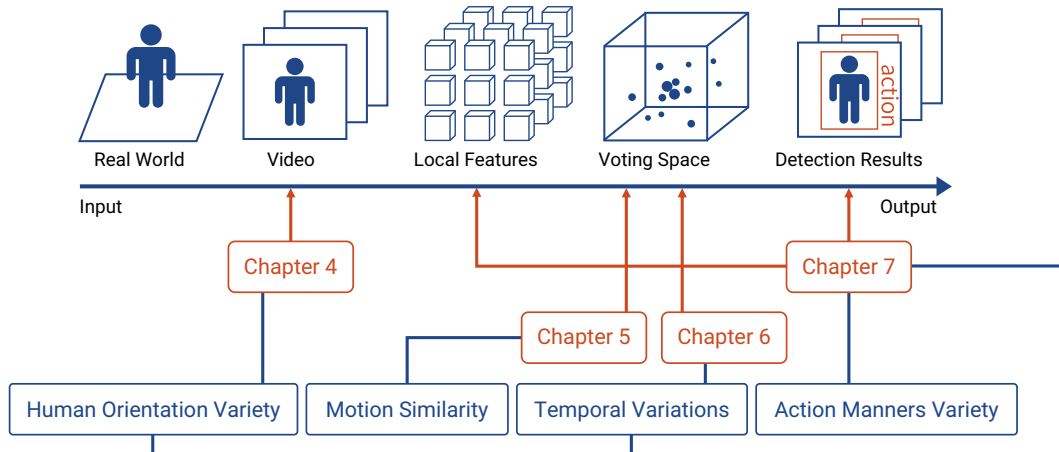 action
Real World
Video
Local Features
Voting Space
Detection Results
Input
Output
Chapter 4
Chapter 7
Chapter 5
Chapter 6
Human Orientation Variety
Motion Similarity
Temporal Variations
Action Manners Variety